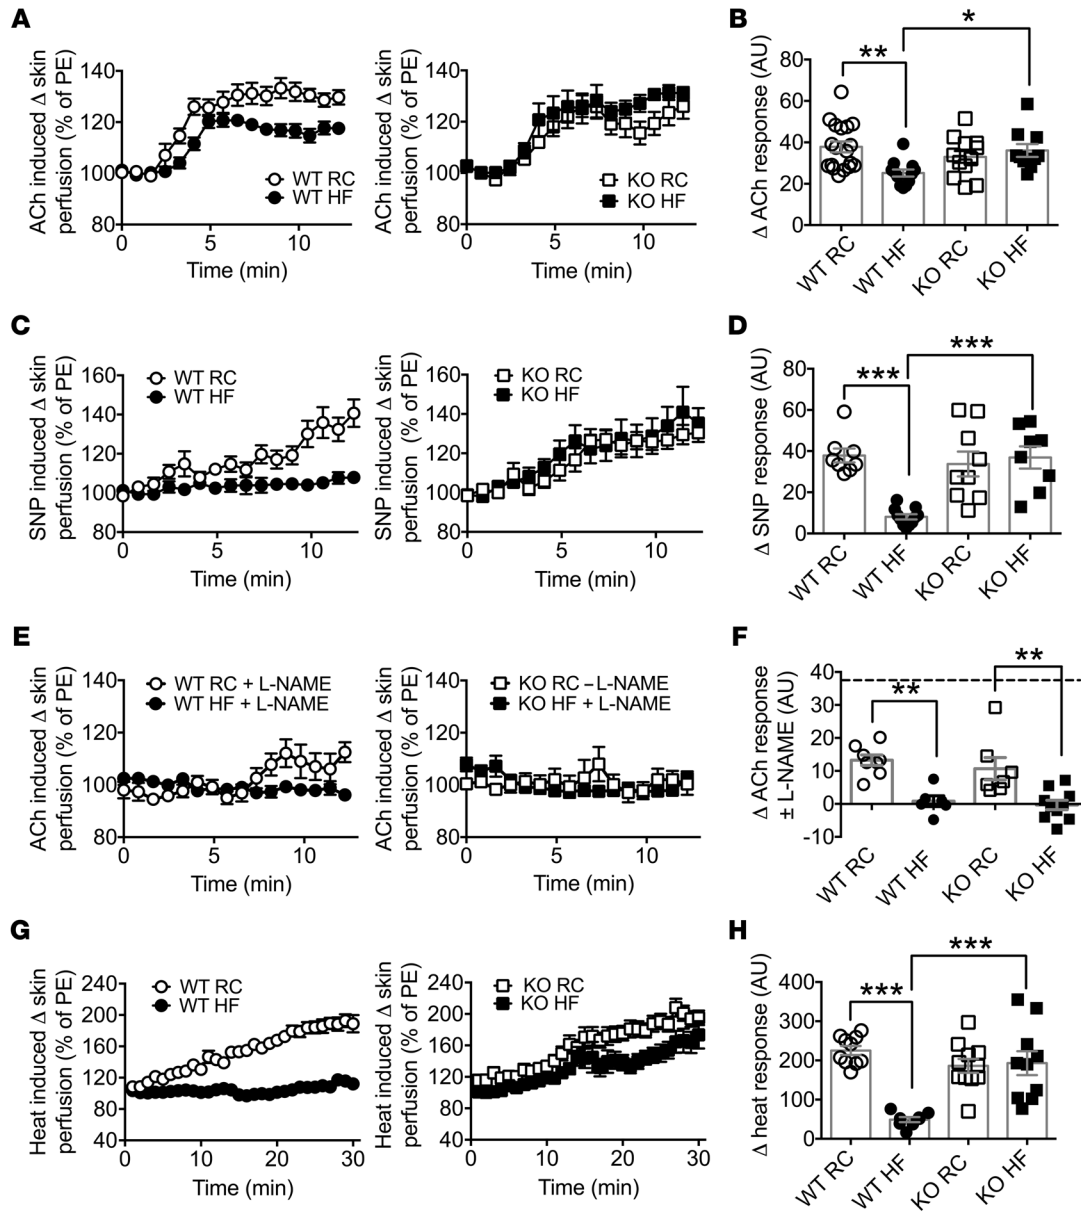 A
ACh induced Δ skin
perfusion (% of PE)
140
120
100
80
0
5
10
Time (min)
WT RC
WT HF
ACh induced Δ skin
perfusion (% of PE)
140
120
100
80
0
5
10
Time (min)
KO RC
KO HF
B
Δ ACh response (AU)
80
60
40
20
0
**
*
WT RC
WT HF
KO RC
KO HF
C
SNP induced Δ skin
perfusion (% of PE)
160
140
120
100
80
0
5
10
Time (min)
WT RC
WT HF
SNP induced Δ skin
perfusion (% of PE)
160
140
120
100
80
0
5
10
Time (min)
KO RC
KO HF
D
Δ SNP response (AU)
80
60
40
20
0
***
***
WT RC
WT HF
KO RC
KO HF
E
ACh induced Δ skin
perfusion (% of PE)
140
120
100
80
0
5
10
Time (min)
WT RC + L-NAME
WT HF + L-NAME
ACh induced Δ skin
perfusion (% of PE)
140
120
100
80
0
5
10
Time (min)
KO RC – L-NAME
KO HF + L-NAME
F
Δ ACh response
± L-NAME (AU)
40
30
20
10
0
-10
**
**
WT RC
WT HF
KO RC
KO HF
G
Heat induced Δ skin
perfusion (% of PE)
240
200
160
120
80
40
0
10
20
30
Time (min)
WT RC
WT HF
Heat induced Δ skin
perfusion (% of PE)
240
200
160
120
80
40
0
10
20
30
Time (min)
KO RC
KO HF
H
Δ heat response (AU)
400
300
200
100
0
***
***
WT RC
WT HF
KO RC
KO HF